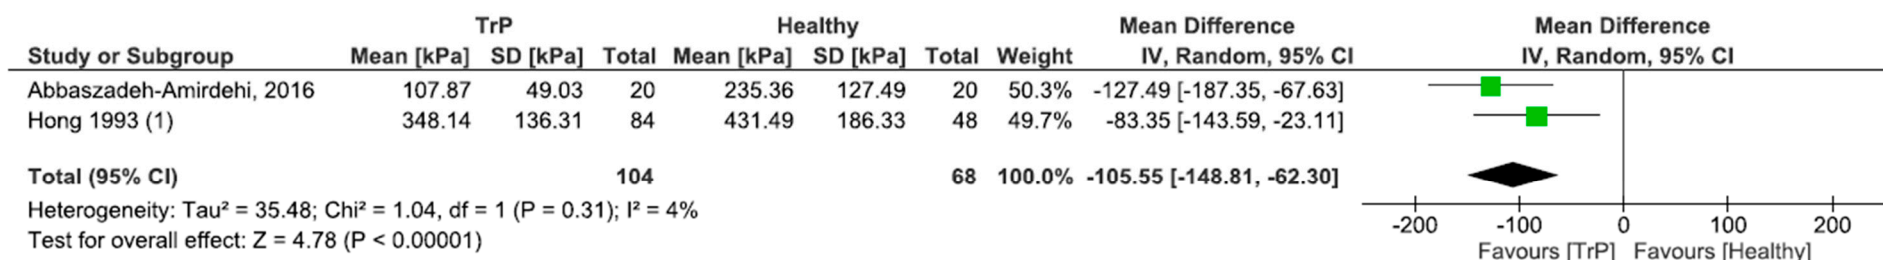 TrP Healthy Mean Difference Mean Difference
Study or Subgroup Mean [kPa] SD [kPa] Total Mean [kPa] SD [kPa] Total Weight IV, Random, 95% CI IV, Random, 95% CI
Abbaszadeh-Amirdehi, 2016 107.87 49.03 20 235.36 127.49 20 50.3% -127.49 [-187.35, -67.63]
Hong 1993 (1) 348.14 136.31 84 431.49 186.33 48 49.7% -83.35 [-143.59, -23.11]
Total (95% CI) 104 68 100.0% -105.55 [-148.81, -62.30]
Heterogeneity: Tau² = 35.48; Chi² = 1.04, df = 1 (P = 0.31); I² = 4%
Test for overall effect: Z = 4.78 (P < 0.00001)
-200 -100 0 100 200
Favours [TrP] Favours [Healthy]